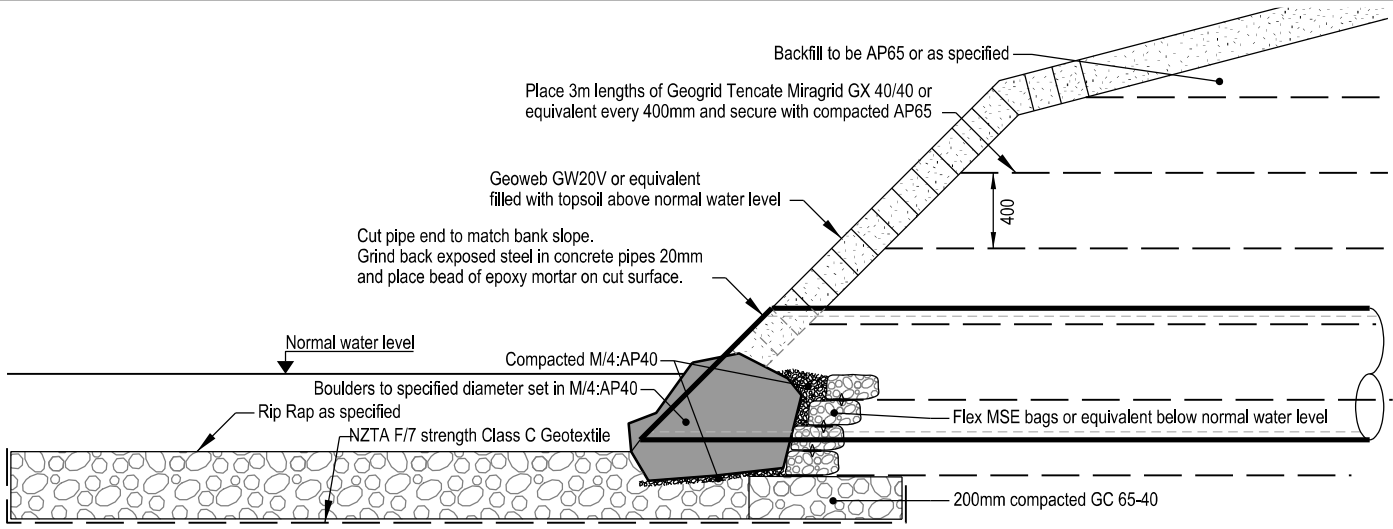 Backfill to be AP65 or as specified
Place 3m lengths of Geogrid Tencate Miragrid GX 40/40 or
equivalent every 400mm and secure with compacted AP65
Geoweb GW20V or equivalent
filled with topsoil above normal water level
400
Cut pipe end to match bank slope.
Grind back exposed steel in concrete pipes 20mm
and place bead of epoxy mortar on cut surface.
Normal water level
Compacted M/4:AP40
Boulders to specified diameter set in M/4:AP40
Rip Rap as specified
Flex MSE bags or equivalent below normal water level
NZTA F/7 strength Class C Geotextile
200mm compacted GC 65-40